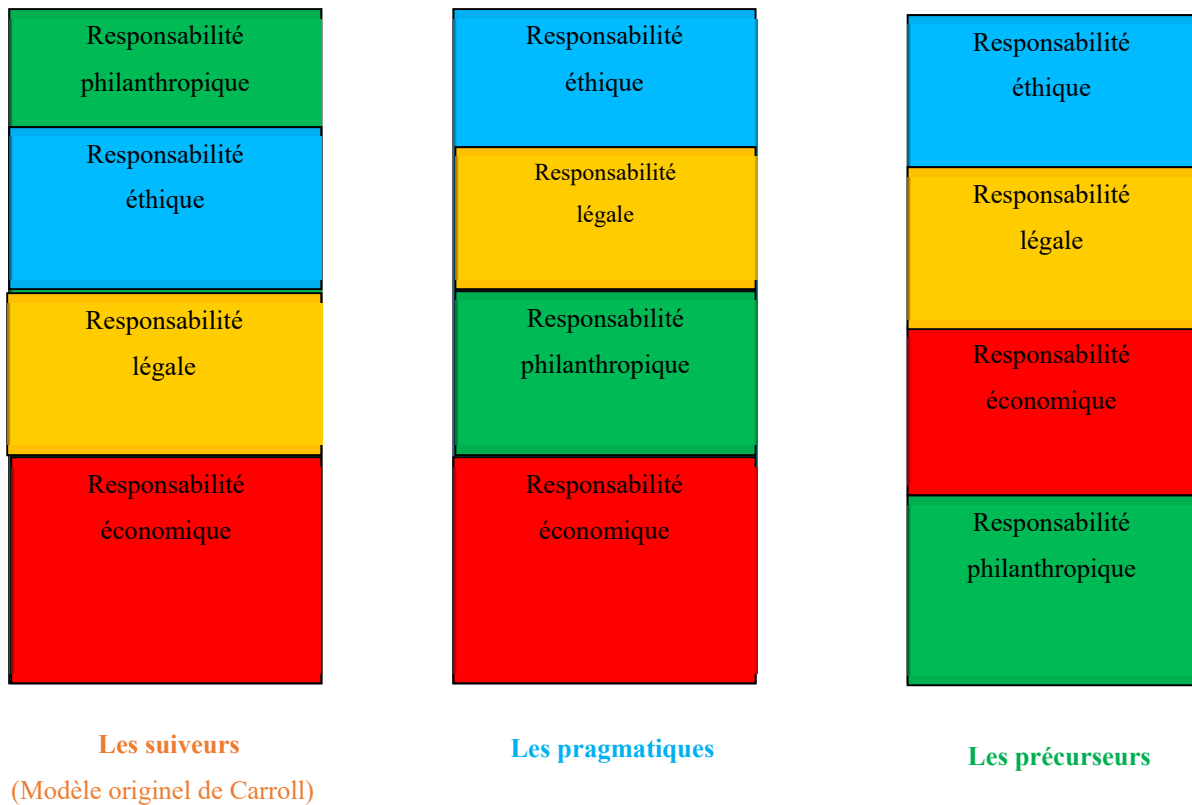 Responsabilité
philanthropique
Responsabilité
éthique
Responsabilité
légale
Responsabilité
économique
Les suiveurs
(Modèle originel de Carroll)
Responsabilité
éthique
Responsabilité
légale
Responsabilité
philanthropique
Responsabilité
économique
Les pragmatiques
Responsabilité
éthique
Responsabilité
légale
Responsabilité
économique
Responsabilité
philanthropique
Les précurseurs